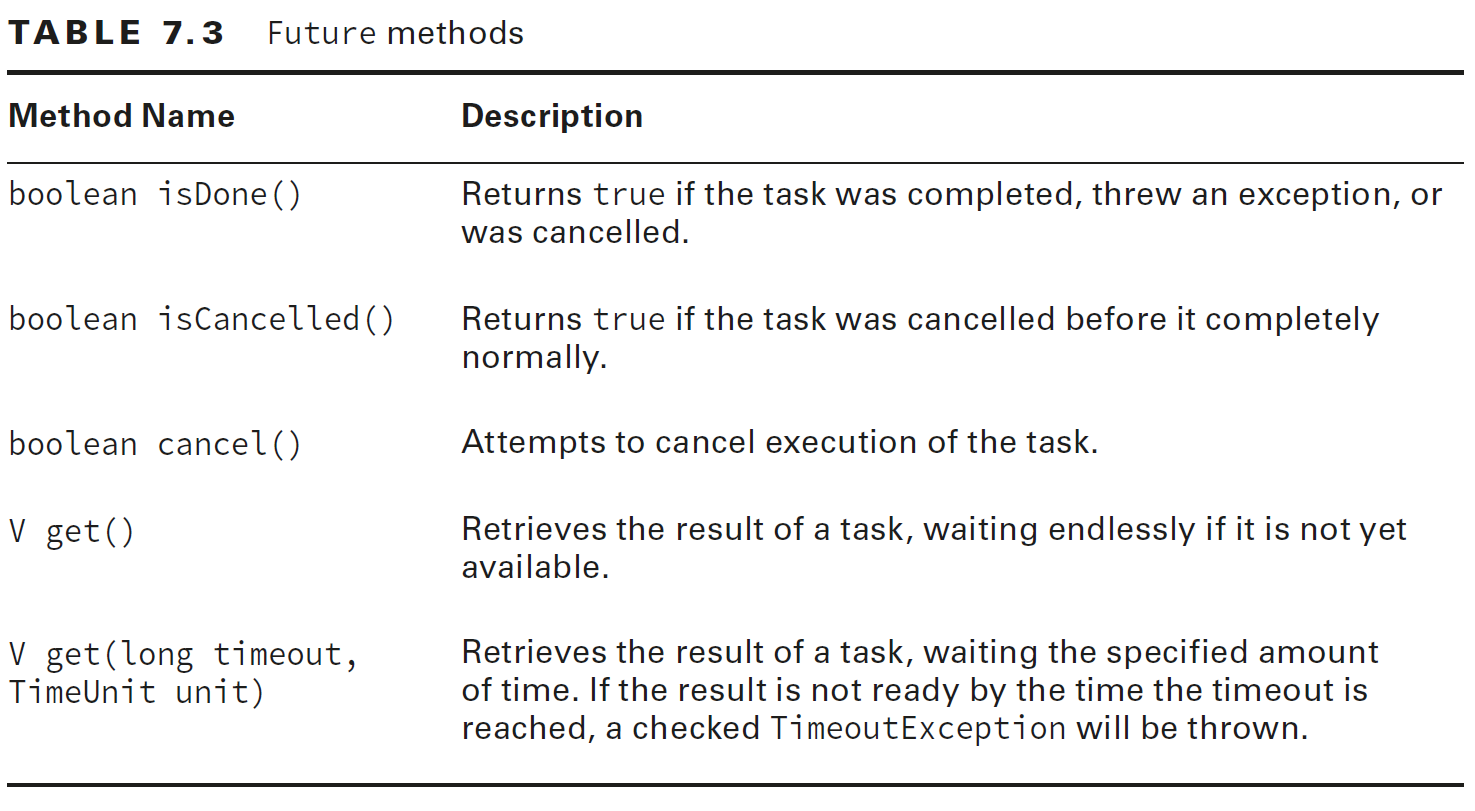 TABLE 7.3 Future methods
Method Name Description
boolean isDone() Returns true if the task was completed, threw an exception, or
was cancelled.
boolean isCancelled() Returns true if the task was cancelled before it completely
normally.
boolean cancel() Attempts to cancel execution of the task.
V get() Retrieves the result of a task, waiting endlessly if it is not yet
available.
V get(long timeout, Retrieves the result of a task, waiting the specified amount
TimeUnit unit) of time. If the result is not ready by the time the timeout is
reached, a checked TimeoutException will be thrown.